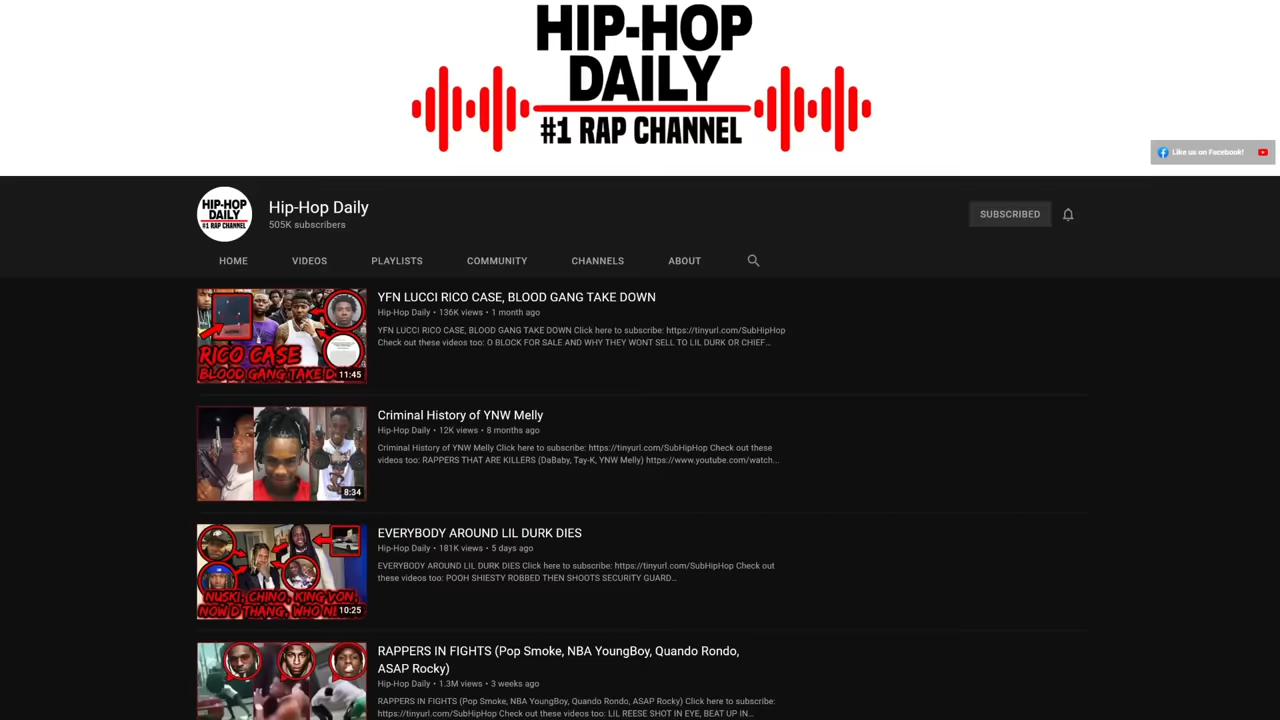 HIP-HOP
DAILY
#1 RAP CHANNEL
Like us on Facebook!
HIP-HOP
DAILY
#1 RAP CHANNEL
Hip-Hop Daily
505K subscribers
SUBSCRIBED
HOME VIDEOS PLAYLISTS COMMUNITY CHANNELS ABOUT
RICO CASE
BLOOD GANG TAKE D
11:45
YFN LUCCI RICO CASE, BLOOD GANG TAKE DOWN
Hip-Hop Daily • 136K views • 1 month ago
YFN LUCCI RICO CASE, BLOOD GANG TAKE DOWN Click here to subscribe: https://tinyurl.com/SubHipHop
Check out these videos too: O BLOCK FOR SALE AND WHY THEY WONT SELL TO LIL DURK OR CHIEF...
8:34
Criminal History of YNW Melly
Hip-Hop Daily • 12K views • 8 months ago
Criminal History of YNW Melly Click here to subscribe: https://tinyurl.com/SubHipHop Check out these
videos too: RAPPERS THAT ARE KILLERS (DaBaby, Tay-K, YNW Melly) https://www.youtube.com/watch...
NUSKI, CHINO, KING VON,
NOW D THANG, WHO N
10:25
EVERYBODY AROUND LIL DURK DIES
Hip-Hop Daily • 181K views • 5 days ago
EVERYBODY AROUND LIL DURK DIES Click here to subscribe: https://tinyurl.com/SubHipHop Check out
these videos too: POOH SHIESTY ROBBED THEN SHOOTS SECURITY GUARD...
RAPPERS IN FIGHTS (Pop Smoke, NBA YoungBoy, Quando Rondo,
ASAP Rocky)
Hip-Hop Daily • 1.3M views • 3 weeks ago
RAPPERS IN FIGHTS (Pop Smoke, NBA YoungBoy, Quando Rondo, ASAP Rocky) Click here to subscribe:
https://tinyurl.com/SubHipHop Check out these videos too: LIL REESE SHOT IN EYE, BEAT UP IN...